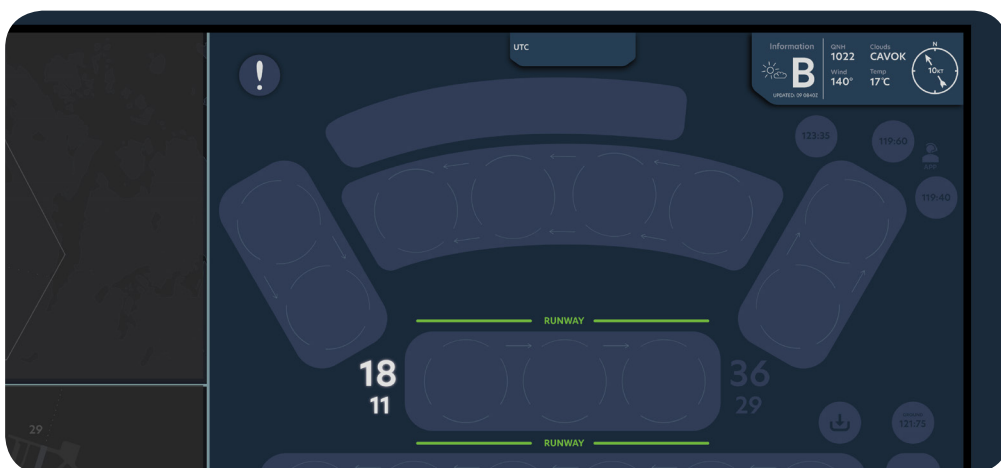 !
UTC
Information
B
QNH
1022
Clouds
CAVOK
Wind
140°
Temp
17°C
N
10KT
123:35
119:60
119:40
RUNWAY
18
11
36
29
RUNWAY
121:75
29